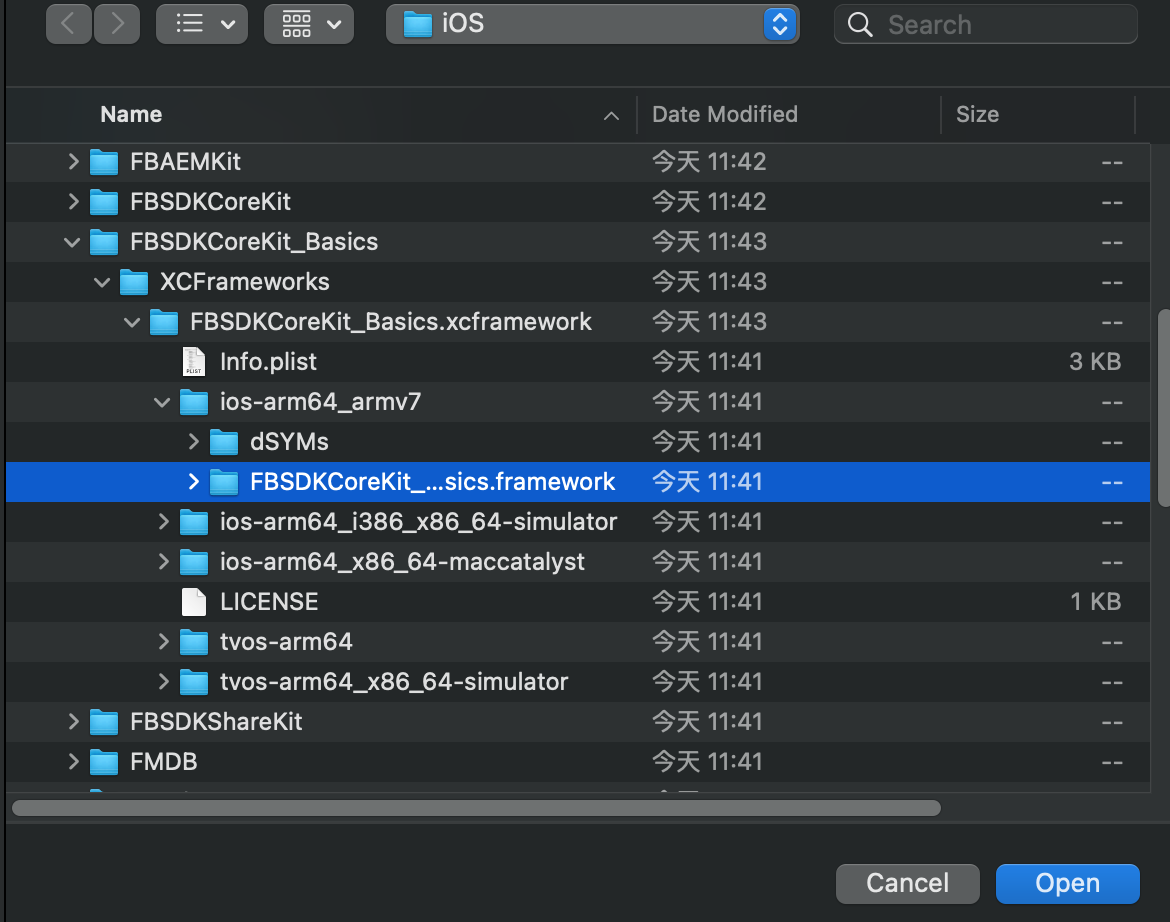 iOS
Search
Name Date Modified Size
FBAEMKit 今天 11:42 --
FBSDKCoreKit 今天 11:42 --
FBSDKCoreKit_Basics 今天 11:43 --
XCFrameworks 今天 11:43 --
FBSDKCoreKit_Basics.xcframework 今天 11:43 --
PLIST Info.plist 今天 11:41 3 KB
ios-arm64_armv7 今天 11:41 --
dSYMs 今天 11:41 --
FBSDKCoreKit_...sics.framework 今天 11:41 --
ios-arm64_i386_x86_64-simulator 今天 11:41 --
ios-arm64_x86_64-maccatalyst 今天 11:41 --
LICENSE 今天 11:41 1 KB
tvos-arm64 今天 11:41 --
tvos-arm64_x86_64-simulator 今天 11:41 --
FBSDKShareKit 今天 11:41 --
FMDB 今天 11:41 --
Cancel Open